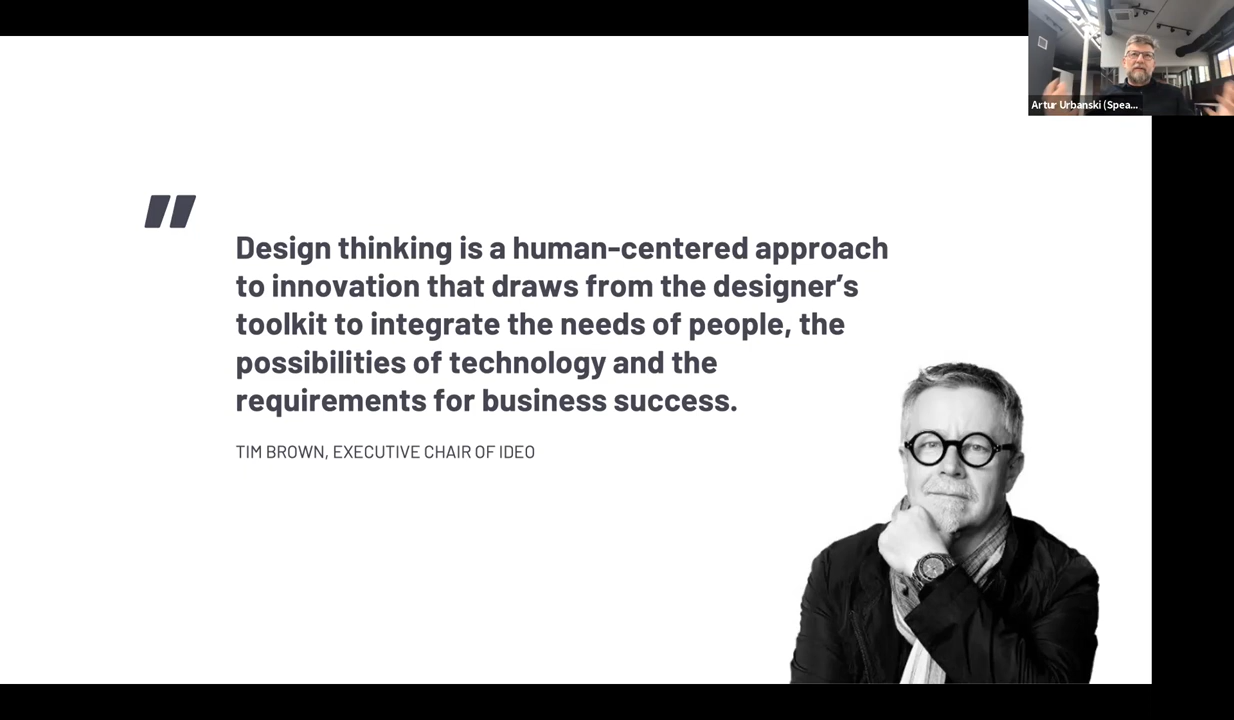 Artur Urbanski (Spea...
"
Design thinking is a human-centered approach
to innovation that draws from the designer’s
toolkit to integrate the needs of people, the
possibilities of technology and the
requirements for business success.
TIM BROWN, EXECUTIVE CHAIR OF IDEO